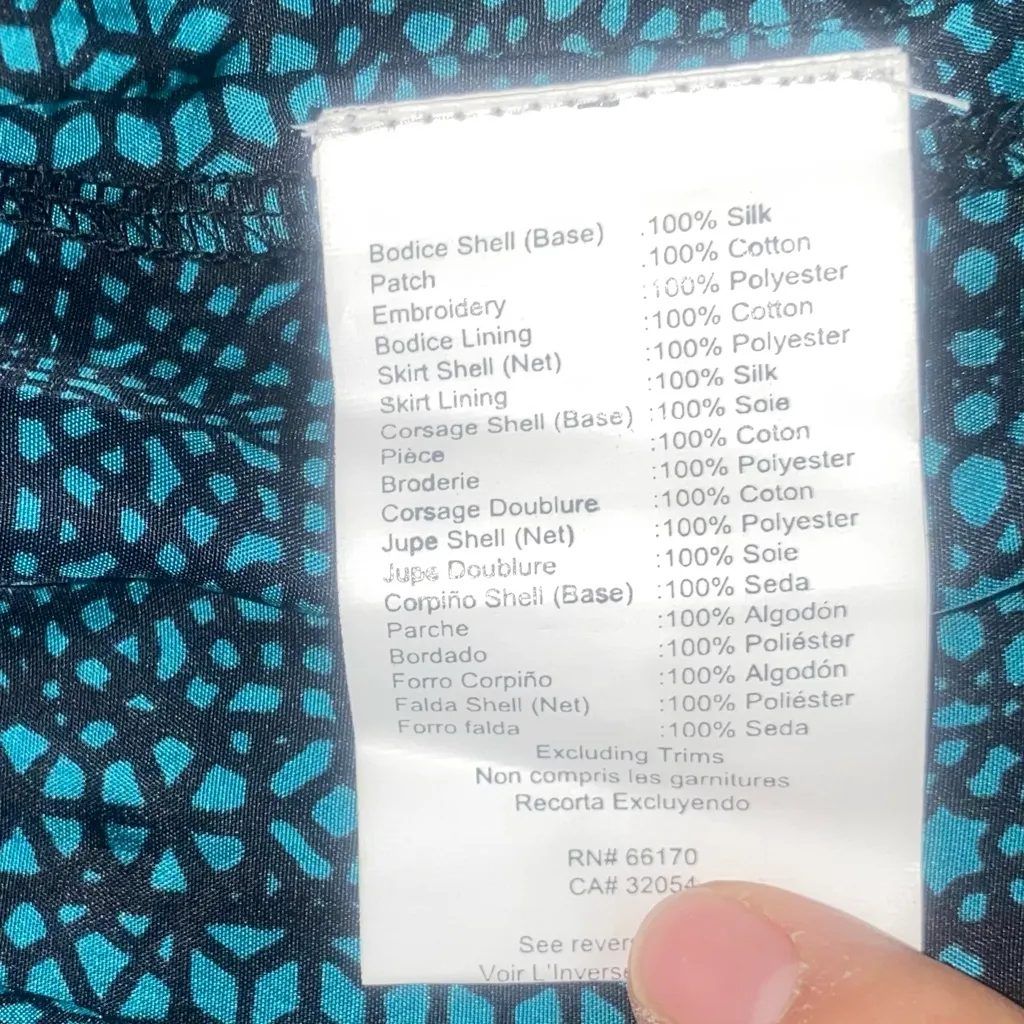 Bodice Shell (Base) :100% Silk
Patch :100% Cotton
Embroidery :100% Polyester
Bodice Lining :100% Cotton
Skirt Shell (Net) :100% Polyester
Skirt Lining :100% Silk
Corsage Shell (Base) :100% Soie
Pièce :100% Coton
Broderie :100% Polyester
Corsage Doublure :100% Coton
Jupe Shell (Net) :100% Polyester
Jupe Doublure :100% Soie
Corpiño Shell (Base) :100% Seda
Parche :100% Algodón
Bordado :100% Poliéster
Forro Corpiño :100% Algodón
Falda Shell (Net) :100% Poliéster
Forro falda :100% Seda
Excluding Trims
Non compris les garnitures
Recorta Excluyendo
RN# 66170
CA# 32054
See
Voir L'Inverse